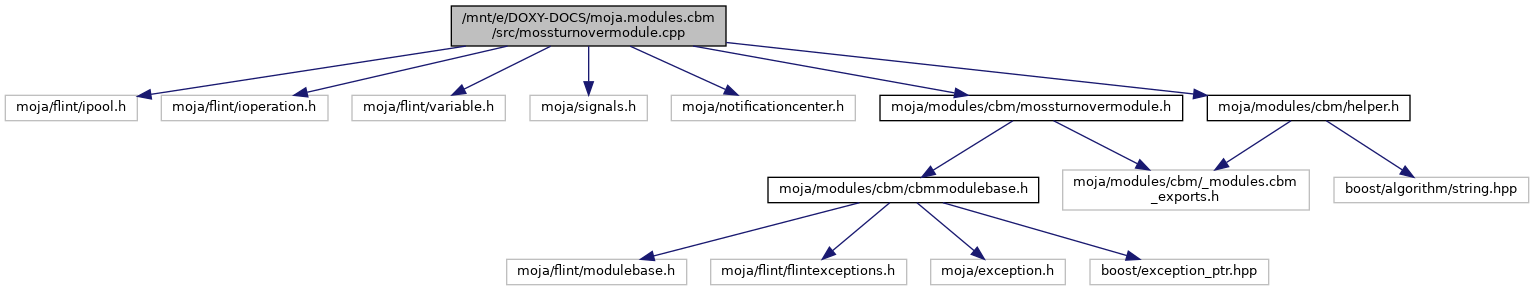 /mnt/e/DOXY-DOCS/moja.modules.cbm
/src/mossturnovermodule.cpp
moja/flint/ipool.h
moja/flint/ioperation.h
moja/flint/variable.h
moja/signals.h
moja/notificationcenter.h
moja/modules/cbm/mossturnovermodule.h
moja/modules/cbm/helper.h
moja/modules/cbm/cbmmodulebase.h
moja/modules/cbm/_modules.cbm
_exports.h
boost/algorithm/string.hpp
moja/flint/modulebase.h
moja/flint/flintexceptions.h
moja/exception.h
boost/exception_ptr.hpp